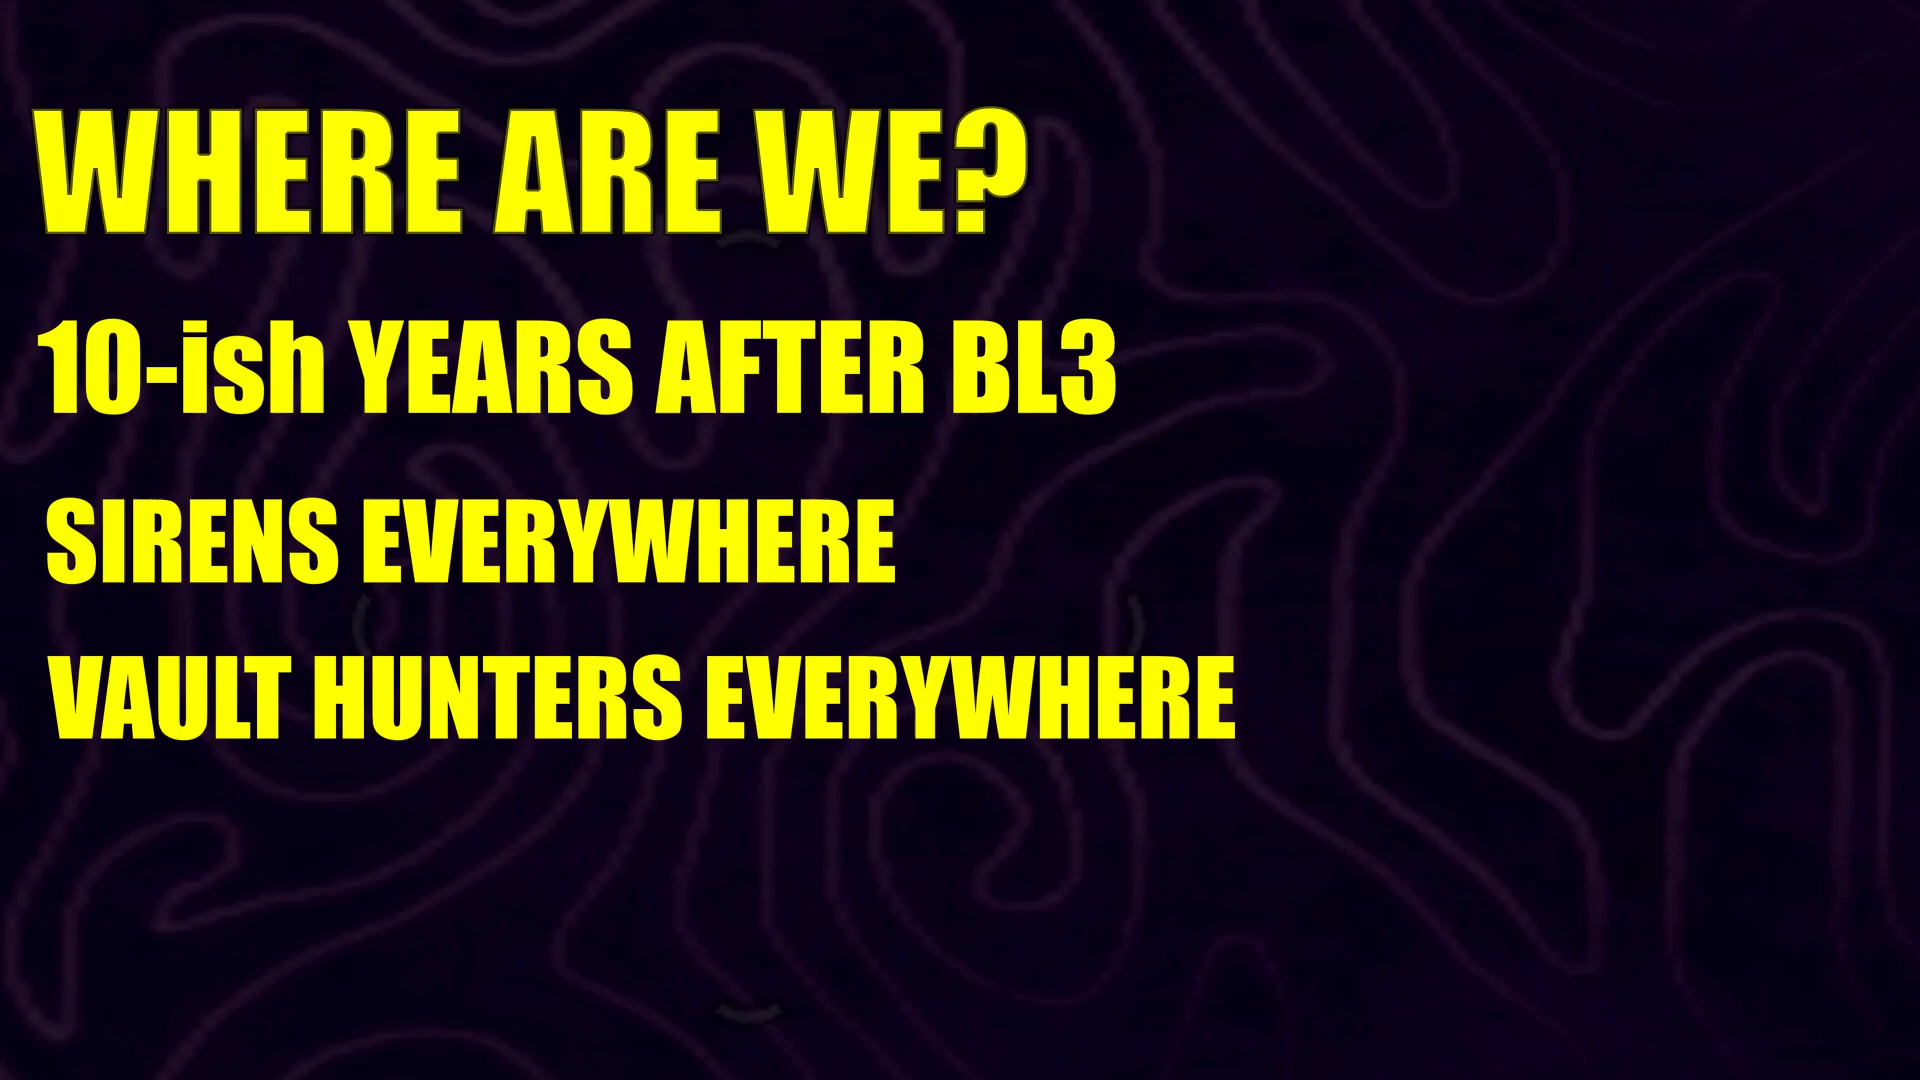 WHERE ARE WE?
10-ish YEARS AFTER BL3
SIRENS EVERYWHERE
VAULT HUNTERS EVERYWHERE